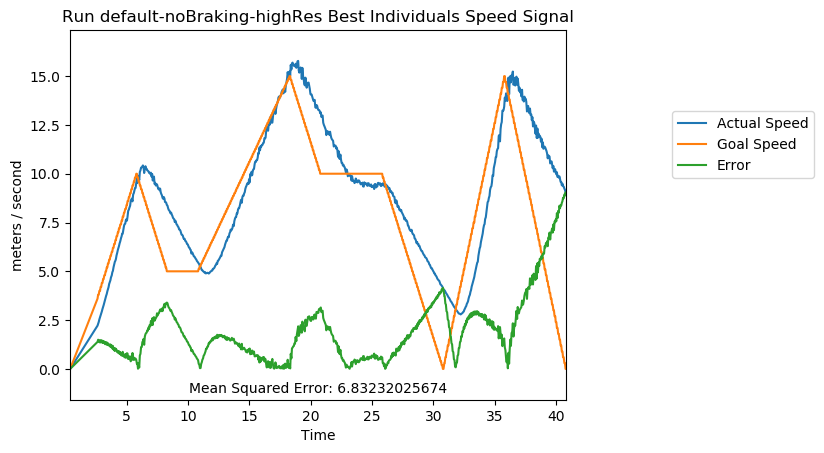 Run default-noBraking-highRes Best Individuals Speed Signal
meters / second
15.0
12.5
10.0
7.5
5.0
2.5
0.0
Mean Squared Error: 6.83232025674
5 10 15 20 25 30 35 40
Time
Actual Speed
Goal Speed
Error